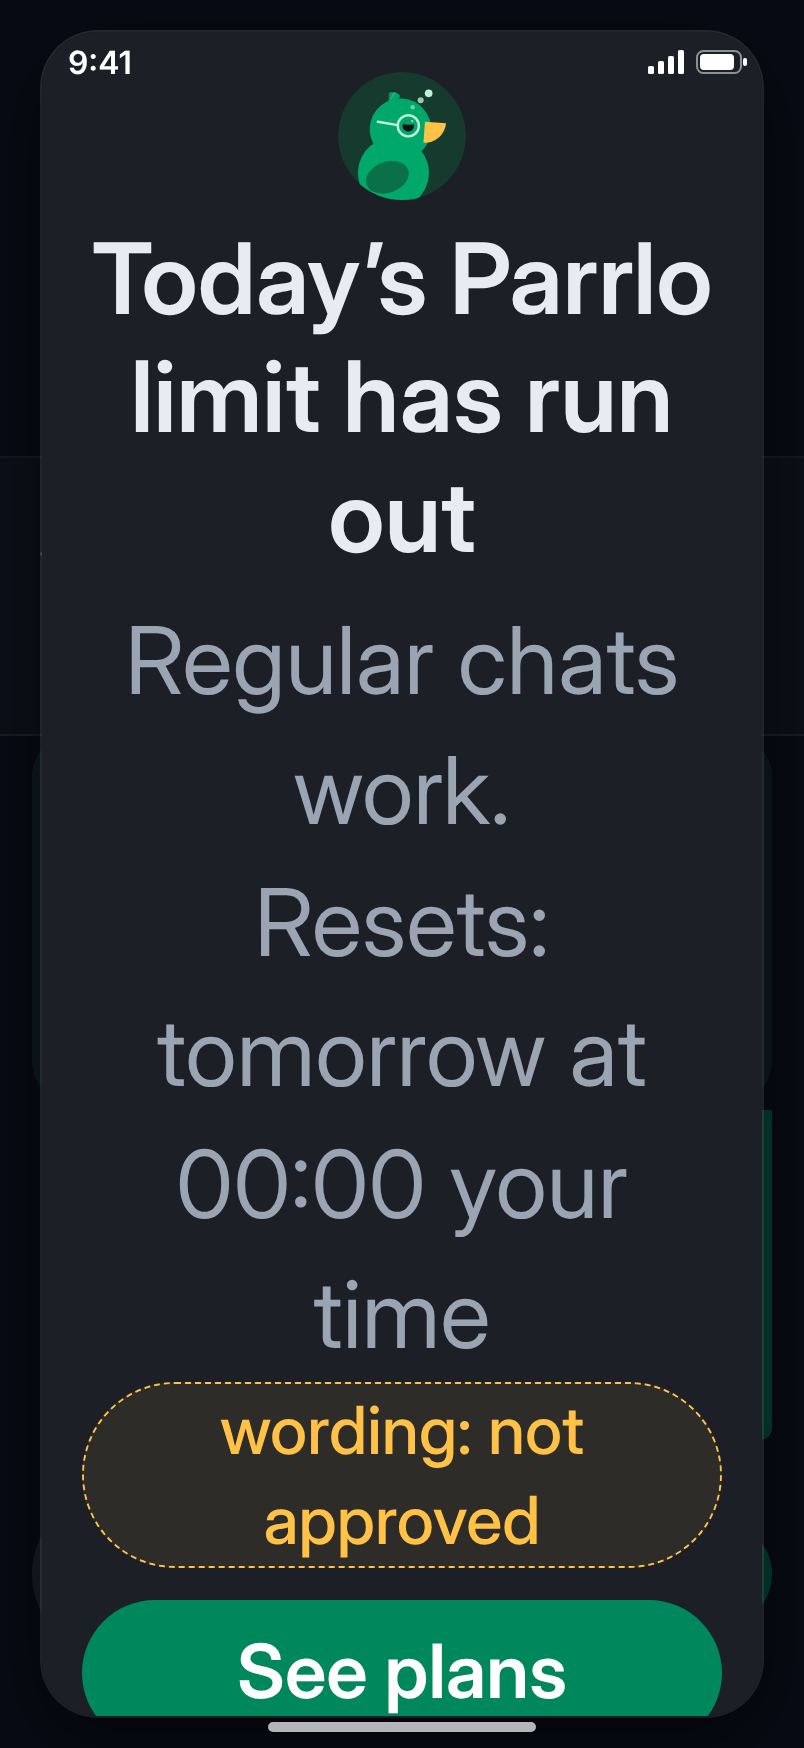 9:41
Today’s Parrlo
limit has run
out
Regular chats
work.
Resets:
tomorrow at
00:00 your
time
wording: not
approved
See plans